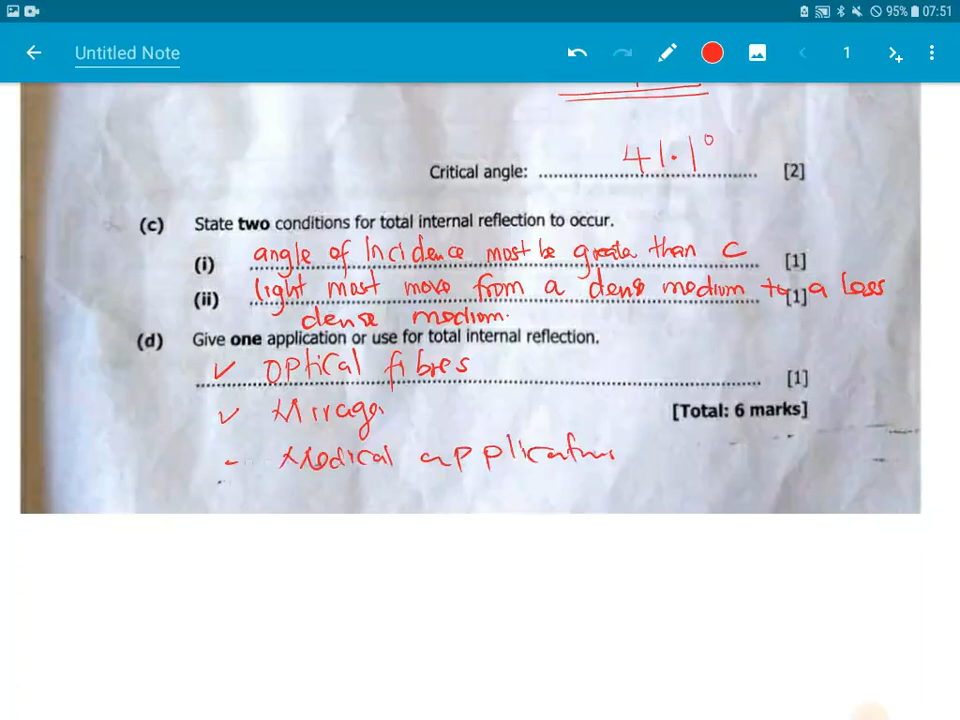 95% 07:51
Untitled Note
1
41.1°
Critical angle: ........................ [2]
(c) State two conditions for total internal reflection to occur.
(i) angle of Incidence must be greater than C [1]
(ii) light must move from a dense medium to a less [1]
dense medium.
(d) Give one application or use for total internal reflection.
✓ Optical fibres [1]
✓ Mirage, [Total: 6 marks]
- Medical applications